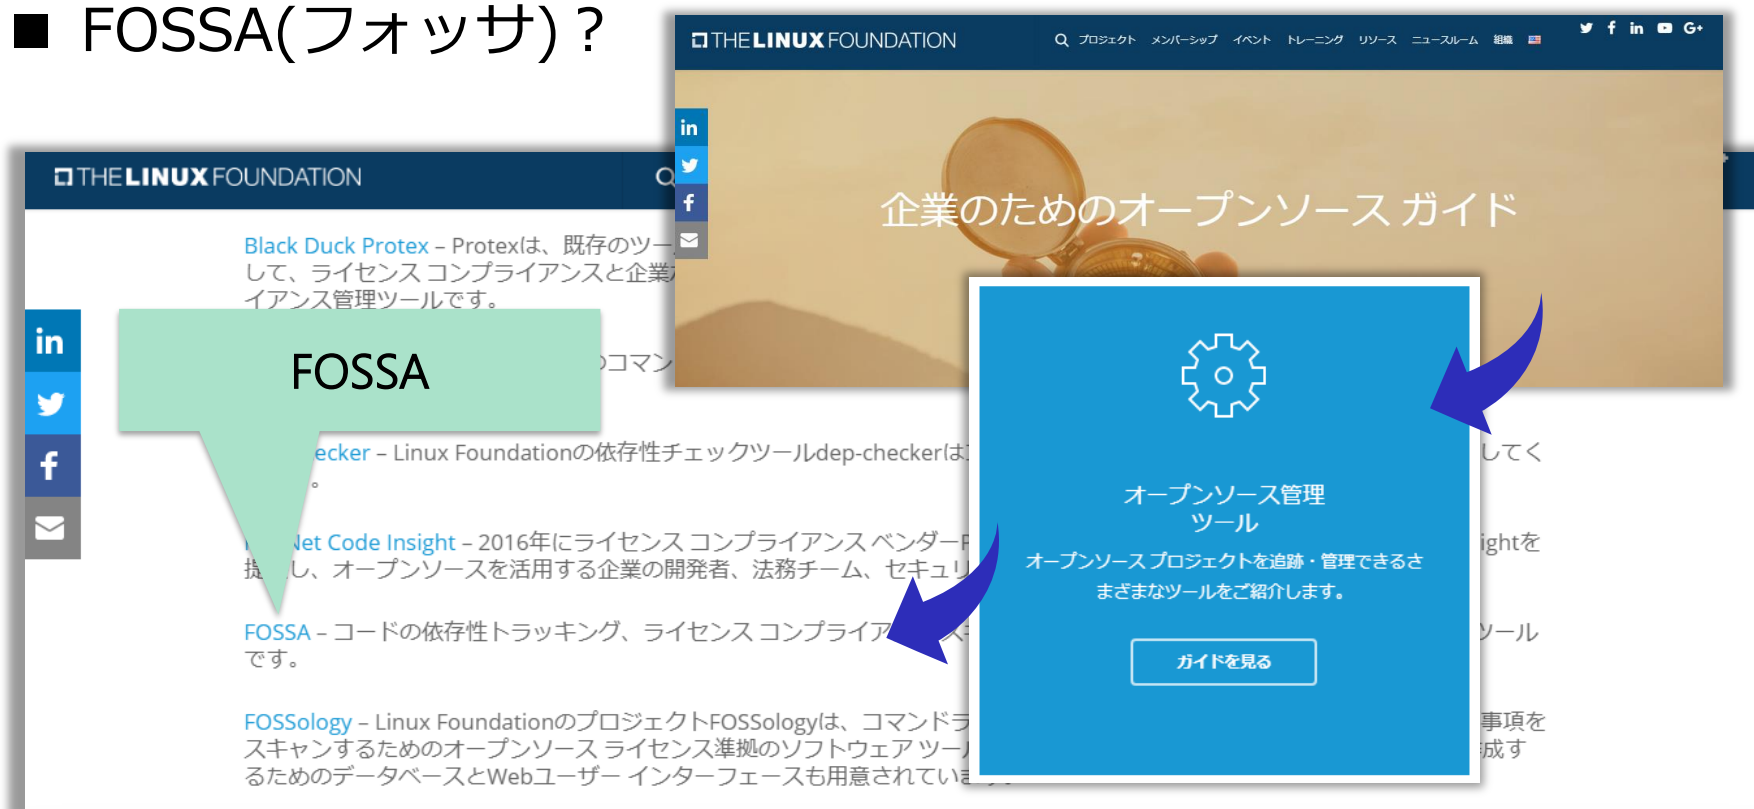 ■ FOSSA(フォッサ)?
THE LINUX FOUNDATION
プロジェクト メンバーシップ イベント トレーニング リソース ニュースルーム 組織
G+
in
f
企業のためのオープンソース ガイド
THE LINUX FOUNDATION
Black Duck Protex – Protexは、既存のツー
して、ライセンス コンプライアンスと企業
イアンス管理ツールです。
in
f
FOSSA
コマン
ecker – Linux Foundationの依存性チェックツールdep-checkerは
してく
。
Net Code Insight – 2016年にライセンス コンプライアンス ベンダー
ightを
し、オープンソースを活用する企業の開発者、法務チーム、セキュリ
FOSSA – コードの依存性トラッキング、ライセンス コンプライア
ツール
です。
FOSSology – Linux FoundationのプロジェクトFOSSologyは、コマンドラ
事項を
スキャンするためのオープンソース ライセンス準拠のソフトウェア ツー
成す
るためのデータベースとWebユーザー インターフェースも用意されてい
オープンソース管理
ツール
オープンソース プロジェクトを追跡・管理できるさ
まざまなツールをご紹介します。
ガイドを見る